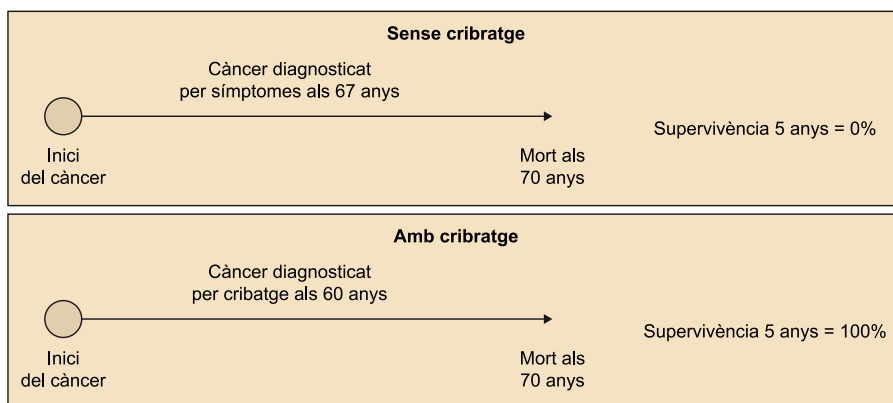 Sense cribratge
Càncer diagnosticat
per símptomes als 67 anys
Supervivència 5 anys = 0%
Inici
del càncer
Mort als
70 anys
Amb cribratge
Càncer diagnosticat
per cribatge als 60 anys
Supervivència 5 anys = 100%
Inici
del càncer
Mort als
70 anys